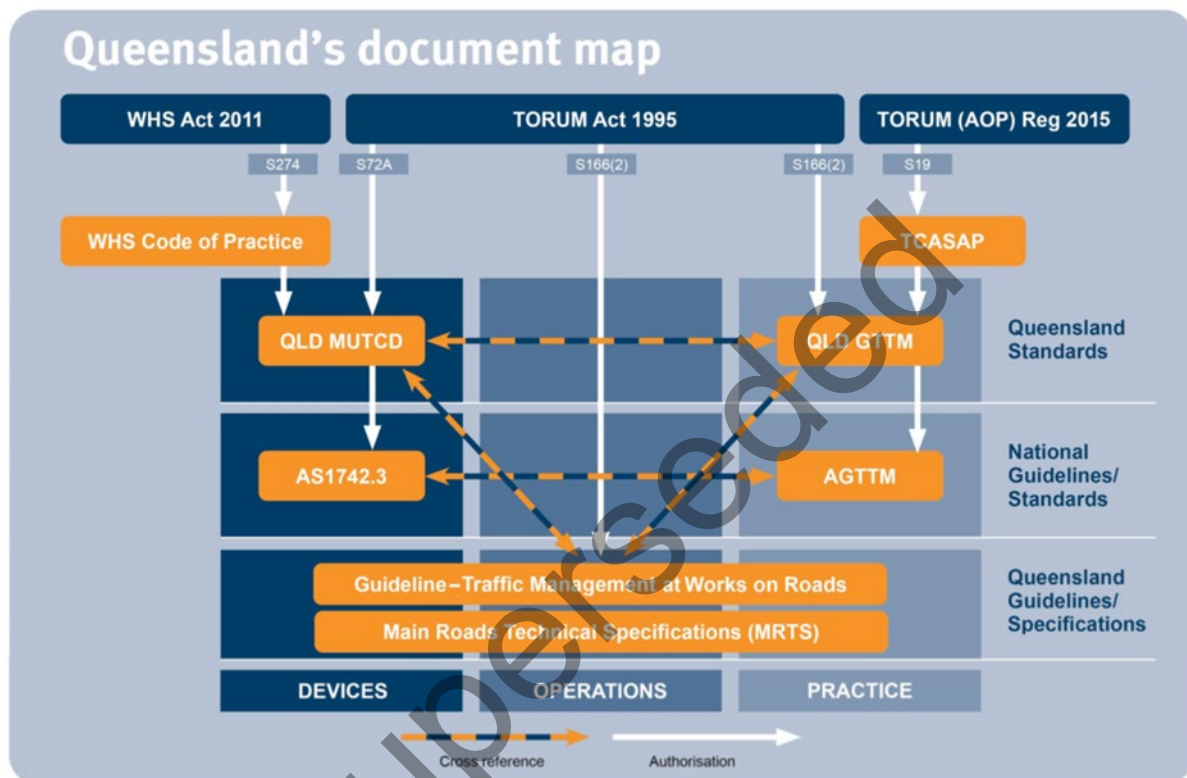 Queensland's document map
WHS Act 2011
TORUM Act 1995
TORUM (AOP) Reg 2015
S274
S72A
S166(2)
S166(2)
S19
WHS Code of Practice
TCASAP
QLD MUTCD
QLD GTTM
Queensland
Standards
AS1742.3
AGTTM
National
Guidelines/
Standards
Guideline–Traffic Management at Works on Roads
Main Roads Technical Specifications (MRTS)
Queensland
Guidelines/
Specifications
DEVICES
OPERATIONS
PRACTICE
Cross reference
Authorisation
Superseded